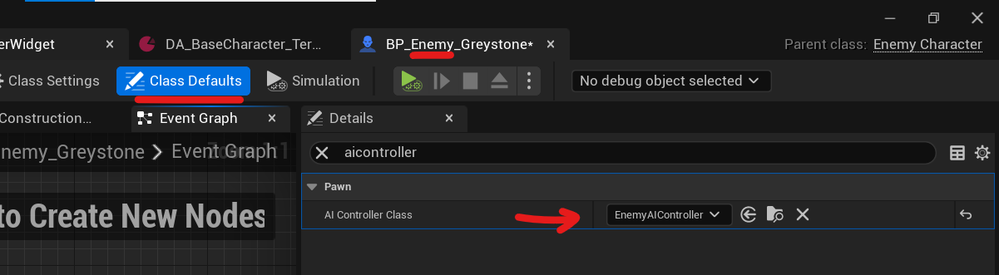 erWidget
DA_BaseCharacter_Ter...
BP_Enemy_Greystone*
Parent class: Enemy Character
Class Settings
Class Defaults
Simulation
No debug object selected
Construction...
Event Graph
Details
nemy_Greystone > Event Graph
aicontroller
Pawn
to Create New Nodes
AI Controller Class
EnemyAIController